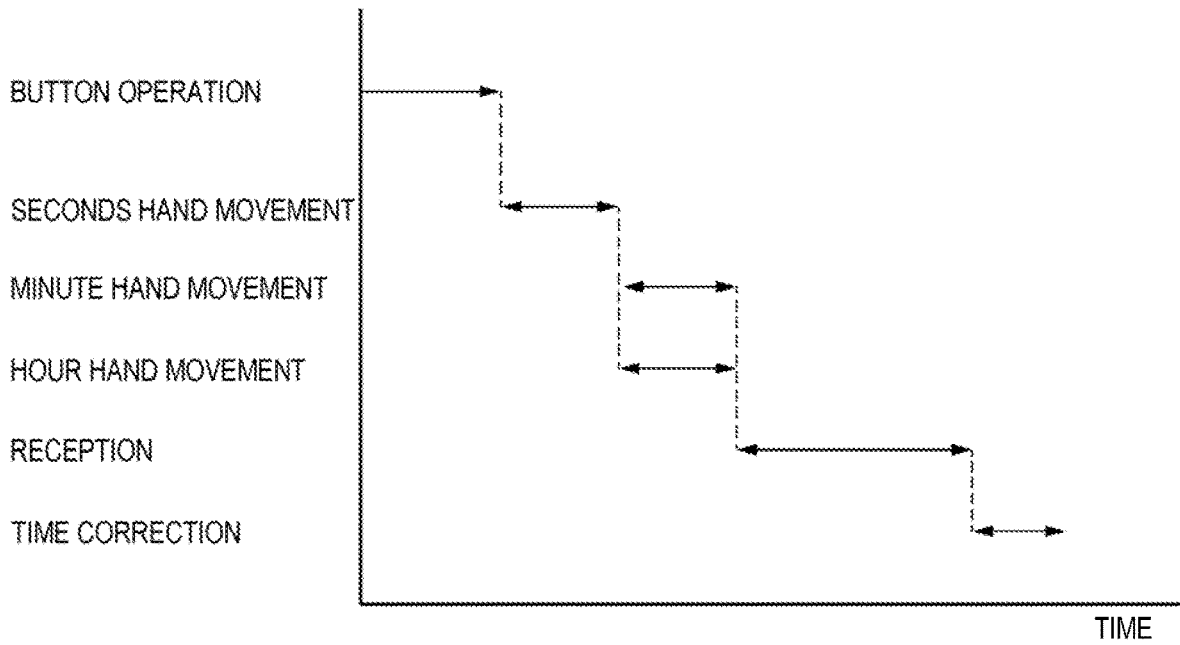 BUTTON OPERATION
SECONDS HAND MOVEMENT
MINUTE HAND MOVEMENT
HOUR HAND MOVEMENT
RECEPTION
TIME CORRECTION
TIME